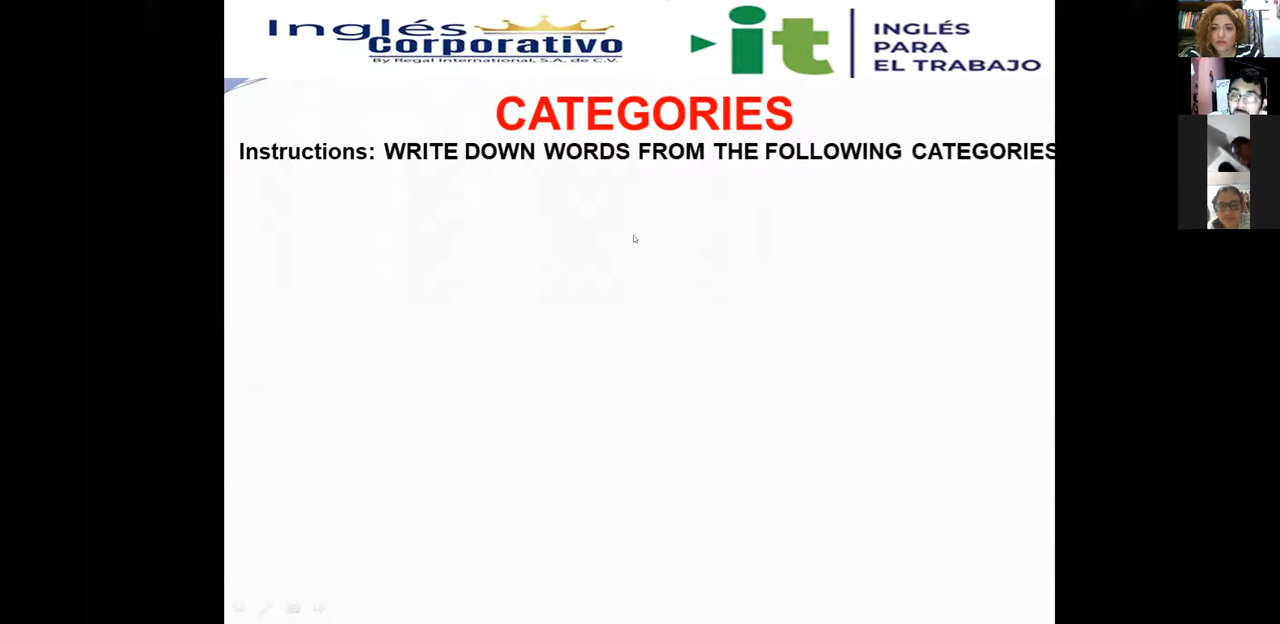 Inglés
Corporativo
By Regal International, S.A. de C.V.
it
INGLÉS
PARA
EL TRABAJO
CATEGORIES
Instructions: WRITE DOWN WORDS FROM THE FOLLOWING CATEGORIES